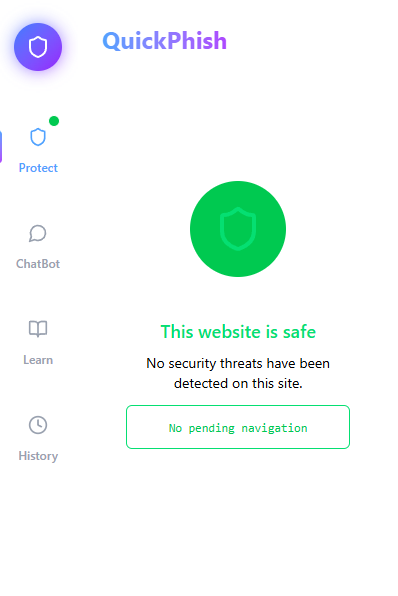 QuickPhish
Protect
ChatBot
Learn
History
This website is safe
No security threats have been
detected on this site.
No pending navigation